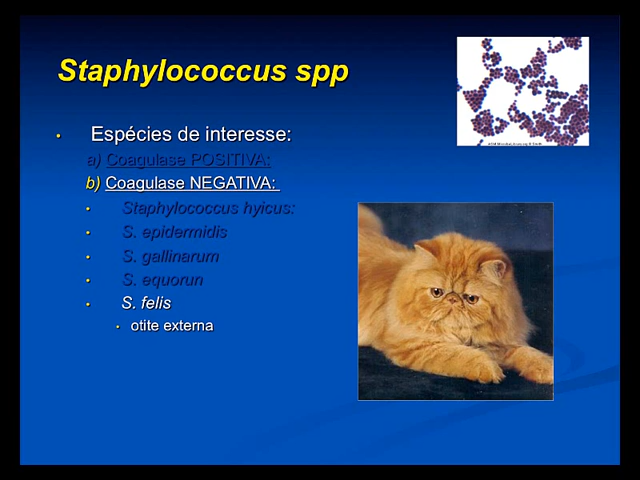 Staphylococcus spp
• Espécies de interesse:
a) Coagulase POSITIVA:
b) Coagulase NEGATIVA:
• Staphylococcus hyicus:
• S. epidermidis
• S. gallinarum
• S. equorun
• S. felis
• otite externa